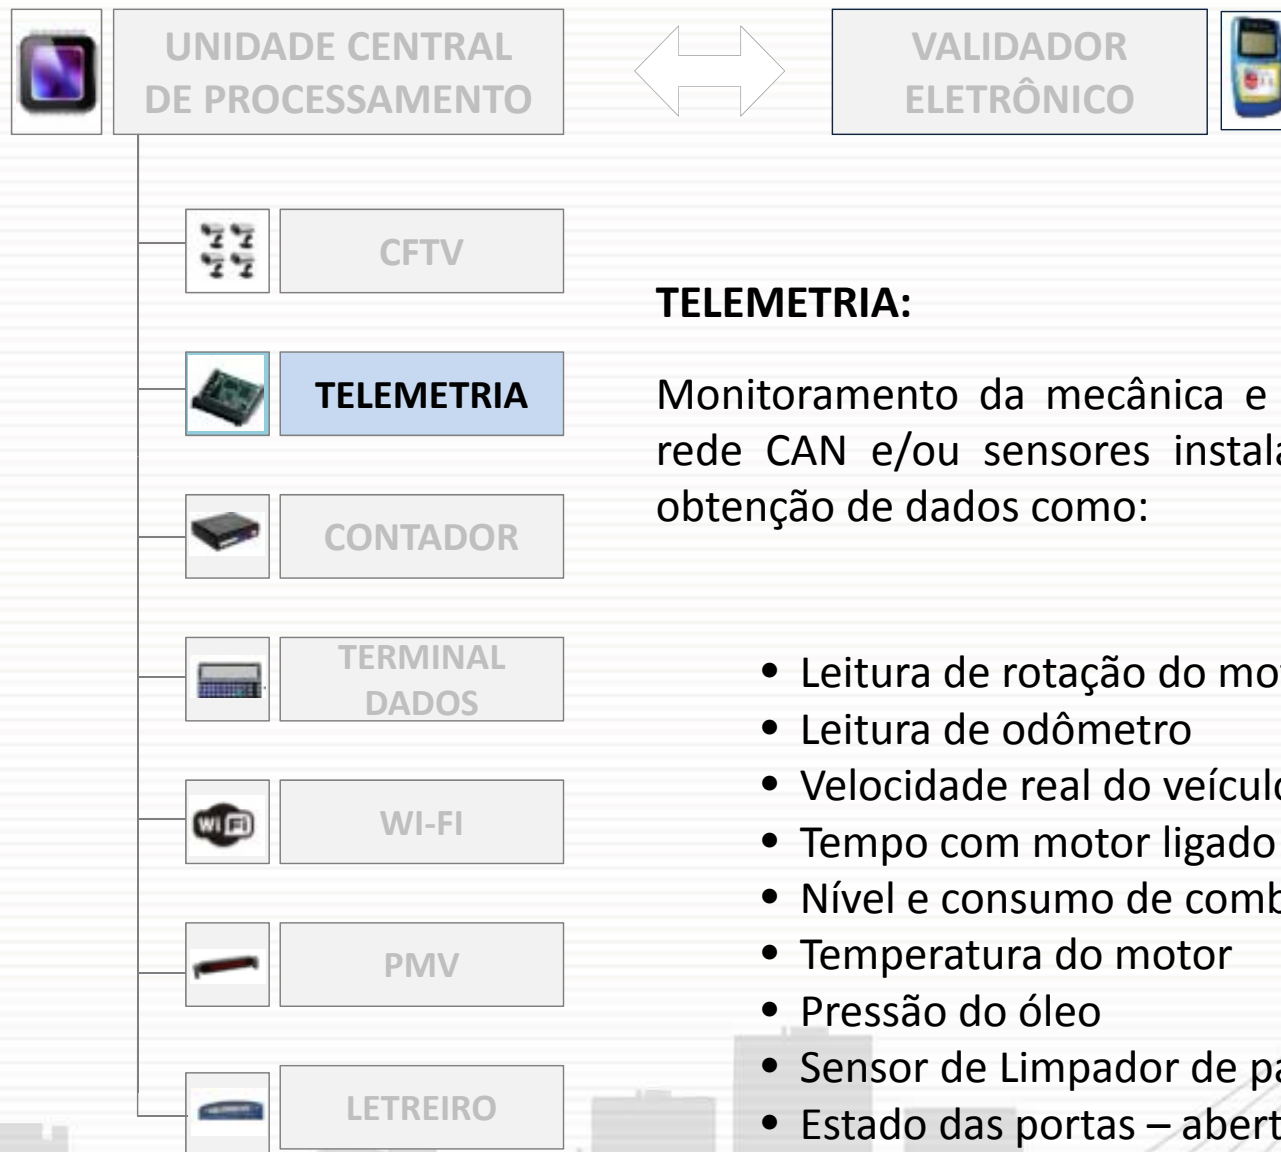 UNIDADE CENTRAL
DE PROCESSAMENTO
VALIDADOR
ELETRÔNICO
CFTV
TELEMETRIA
CONTADOR
TERMINAL
DADOS
WI-FI
WI FI
PMV
LETREIRO
TELEMETRIA:
Monitoramento da mecânica e
rede CAN e/ou sensores
obtenção de dados como:
• Leitura de rotação do
• Leitura de odômetro
• Velocidade real do
• Tempo com motor ligado
• Nível e consumo de
• Temperatura do motor
• Pressão do óleo
• Sensor de Limpador de
• Estado das portas –